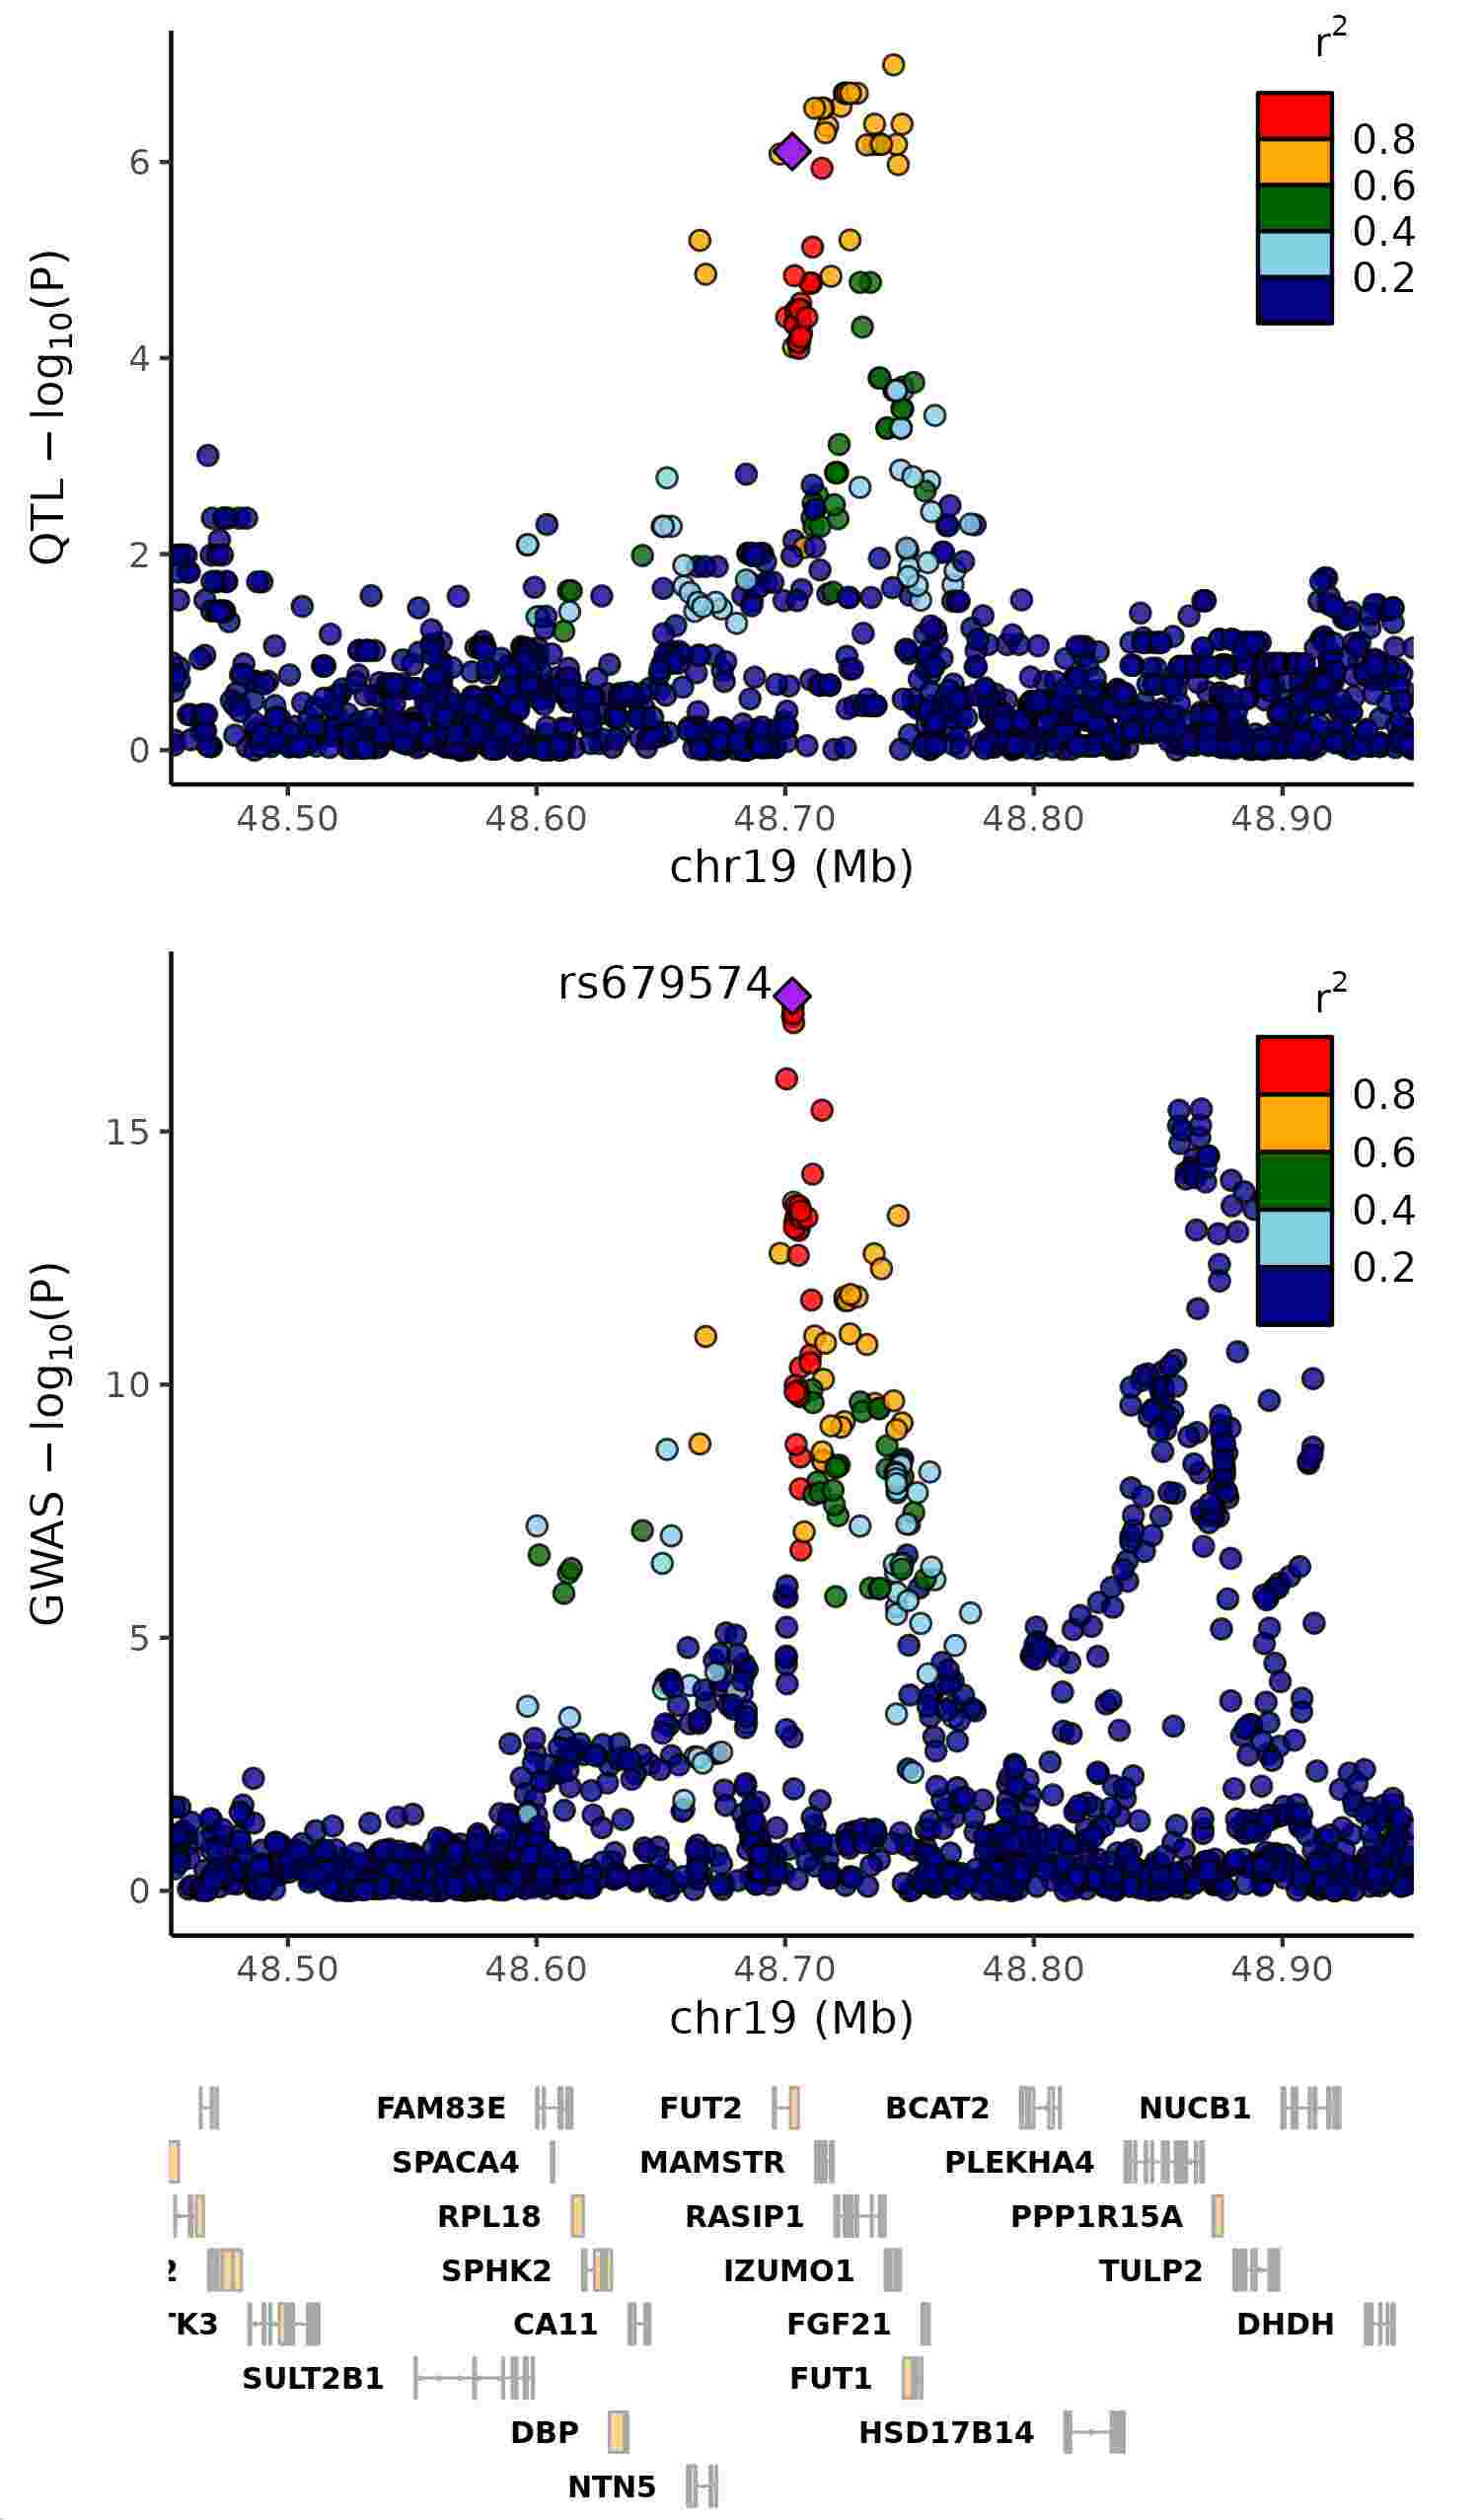 r²
0.8
0.6
0.4
0.2
QTL − log₁₀(P)
6
4
2
0
48.50 48.60 48.70 48.80 48.90
chr19 (Mb)
rs679574
r²
0.8
0.6
0.4
0.2
GWAS − log₁₀(P)
15
10
5
0
48.50 48.60 48.70 48.80 48.90
chr19 (Mb)
FAM83E FUT2 BCAT2 NUCB1
SPACA4 MAMSTR PLEKHA4
RPL18 RASIP1 PPP1R15A
2 SPHK2 IZUMO1 TULP2
TK3 CA11 FGF21 DHDH
SULT2B1 FUT1
DBP HSD17B14
NTN5